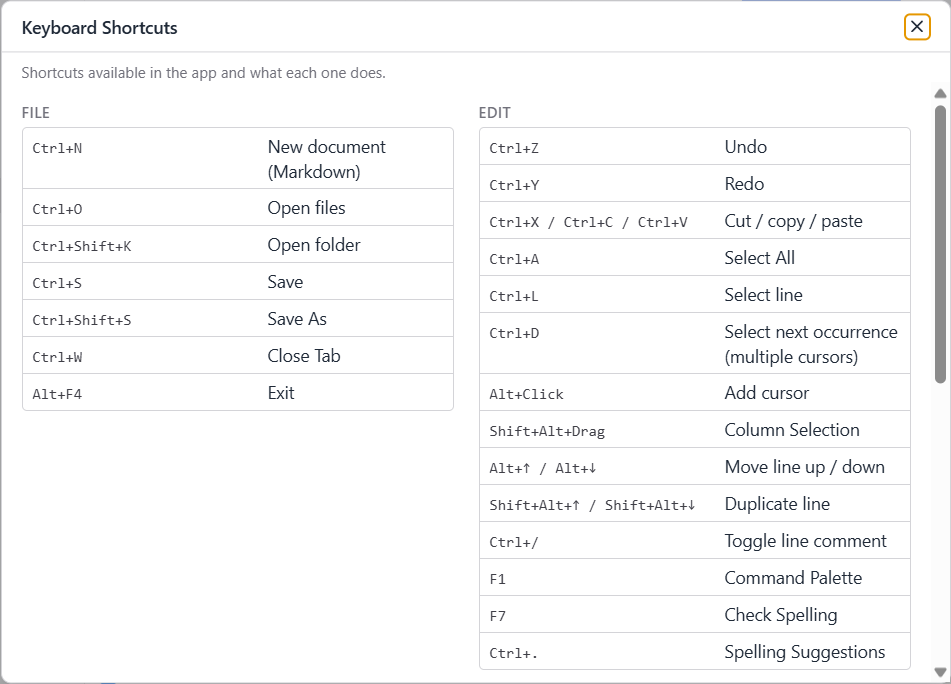 Keyboard Shortcuts
Shortcuts available in the app and what each one does.
FILE
Ctrl+N New document
(Markdown)
Ctrl+O Open files
Ctrl+Shift+K Open folder
Ctrl+S Save
Ctrl+Shift+S Save As
Ctrl+W Close Tab
Alt+F4 Exit
EDIT
Ctrl+Z Undo
Ctrl+Y Redo
Ctrl+X / Ctrl+C / Ctrl+V Cut / copy / paste
Ctrl+A Select All
Ctrl+L Select line
Ctrl+D Select next occurrence
(multiple cursors)
Alt+Click Add cursor
Shift+Alt+Drag Column Selection
Alt+↑ / Alt+↓ Move line up / down
Shift+Alt+↑ / Shift+Alt+↓ Duplicate line
Ctrl+/ Toggle line comment
F1 Command Palette
F7 Check Spelling
Ctrl+. Spelling Suggestions